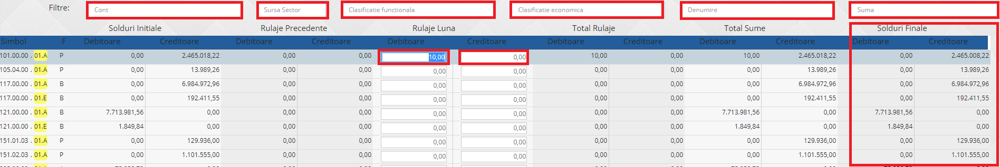 Filtre: Cont Sursa Sector Clasificatie functionala Clasificatie economica Denumire Suma
Solduri Initiale Rulaje Precedente Rulaje Luna Total Rulaje Total Sume Solduri Finale
Simbol F Debitoare Creditoare Debitoare Creditoare Debitoare Creditoare Debitoare Creditoare Debitoare Creditoare Debitoare Creditoare
101.00.00 . 01.A P 0,00 2.465.018,22 0,00 0,00 10,00 0,00 10,00 0,00 10,00 2.465.018,22 0,00 2.465.008,22
105.04.00 . 01.A P 0,00 13.989,26 0,00 0,00 0,00 0,00 0,00 0,00 0,00 13.989,26 0,00 13.989,26
117.00.00 . 01.A B 0,00 6.984.972,96 0,00 0,00 0,00 0,00 0,00 0,00 0,00 6.984.972,96 0,00 6.984.972,96
117.00.00 . 01.E B 0,00 192.411,55 0,00 0,00 0,00 0,00 0,00 0,00 0,00 192.411,55 0,00 192.411,55
121.00.00 . 01.A B 7.713.981,56 0,00 0,00 0,00 0,00 0,00 0,00 0,00 7.713.981,56 0,00 7.713.981,56 0,00
121.00.00 . 01.E B 1.849,84 0,00 0,00 0,00 0,00 0,00 0,00 0,00 1.849,84 0,00 1.849,84 0,00
151.01.03 . 01.A P 0,00 129.936,00 0,00 0,00 0,00 0,00 0,00 0,00 0,00 129.936,00 0,00 129.936,00
151.02.03 . 01.A P 0,00 1.101.555,00 0,00 0,00 0,00 0,00 0,00 0,00 0,00 1.101.555,00 0,00 1.101.555,00